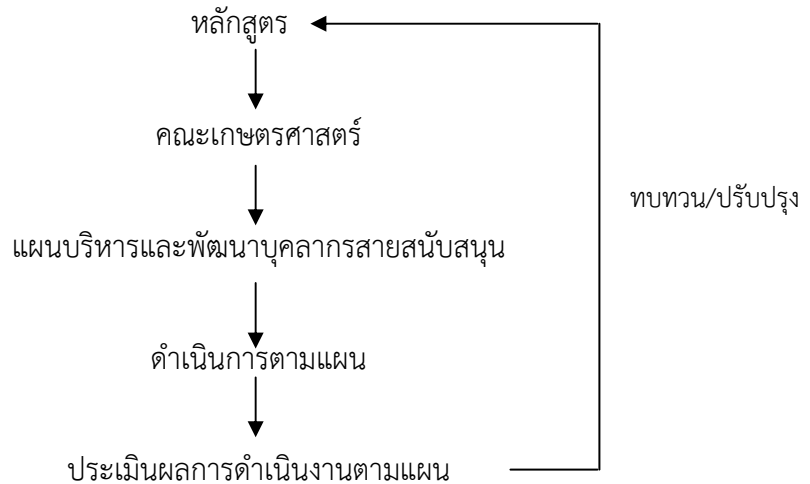 หลักสูตร
คณะเกษตรศาสตร์
ทบทวน/ปรับปรุง
แผนบริหารและพัฒนาบุคลากรสายสนับสนุน
ดำเนินการตามแผน
ประเมินผลการดำเนินงานตามแผน